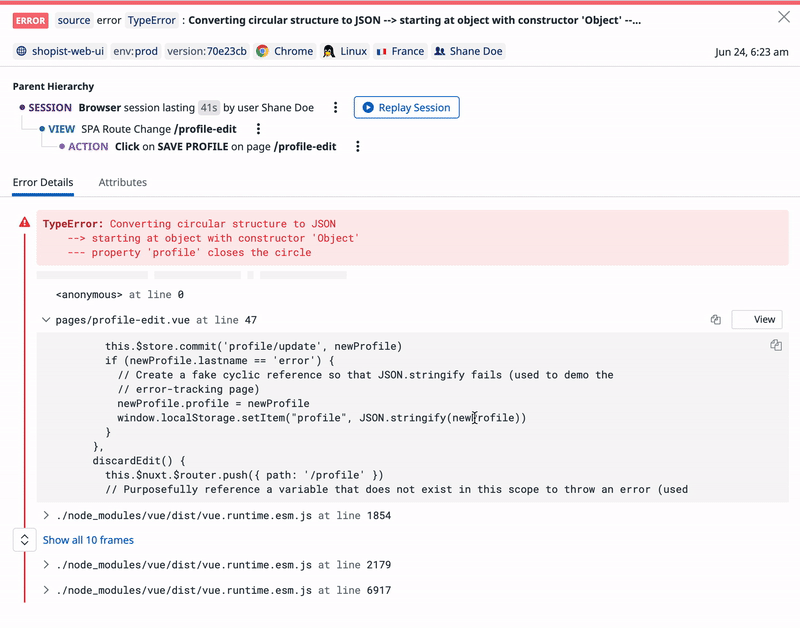 ERROR source error TypeError : Converting circular structure to JSON --> starting at object with constructor 'Object' --...
shopist-web-ui env:prod version:70e23cb Chrome Linux France Shane Doe Jun 24, 6:23 am
Parent Hierarchy
SESSION Browser session lasting 41s by user Shane Doe Replay Session
VIEW SPA Route Change /profile-edit
ACTION Click on SAVE PROFILE on page /profile-edit
Error Details Attributes
TypeError: Converting circular structure to JSON
--> starting at object with constructor 'Object'
--- property 'profile' closes the circle
<anonymous> at line 0
pages/profile-edit.vue at line 47 View
this.$store.commit('profile/update', newProfile)
if (newProfile.lastname == 'error') {
// Create a fake cyclic reference so that JSON.stringify fails (used to demo the
// error-tracking page)
newProfile.profile = newProfile
window.localStorage.setItem("profile", JSON.stringify(newProfile))
}
},
discardEdit() {
this.$nuxt.$router.push({ path: '/profile' })
// Purposefully reference a variable that does not exist in this scope to throw an error (used
./node_modules/vue/dist/vue.runtime.esm.js at line 1854
Show all 10 frames
./node_modules/vue/dist/vue.runtime.esm.js at line 2179
./node_modules/vue/dist/vue.runtime.esm.js at line 6917